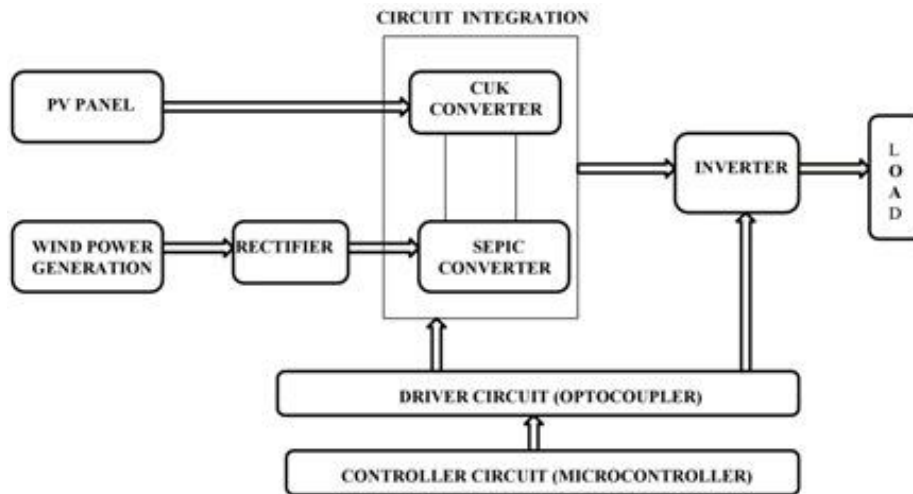 CIRCUIT INTEGRATION
PV PANEL
CUK
CONVERTER
INVERTER
L
O
A
D
WIND POWER
GENERATION
RECTIFIER
SEPIC
CONVERTER
DRIVER CIRCUIT (OPTOCOUPLER)
CONTROLLER CIRCUIT (MICROCONTROLLER)